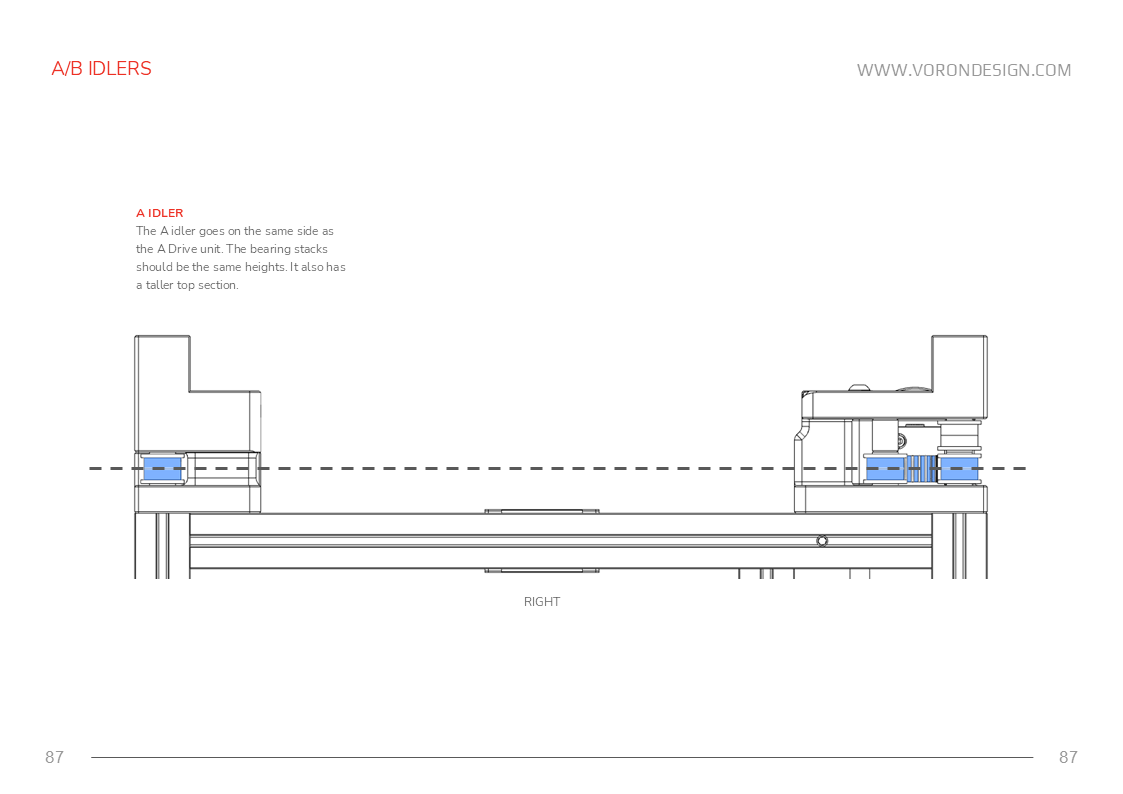 A/B IDLERS
WWW.VORONDESIGN.COM
A IDLER
The A idler goes on the same side as
the A Drive unit. The bearing stacks
should be the same heights. It also has
a taller top section.
RIGHT
87
87